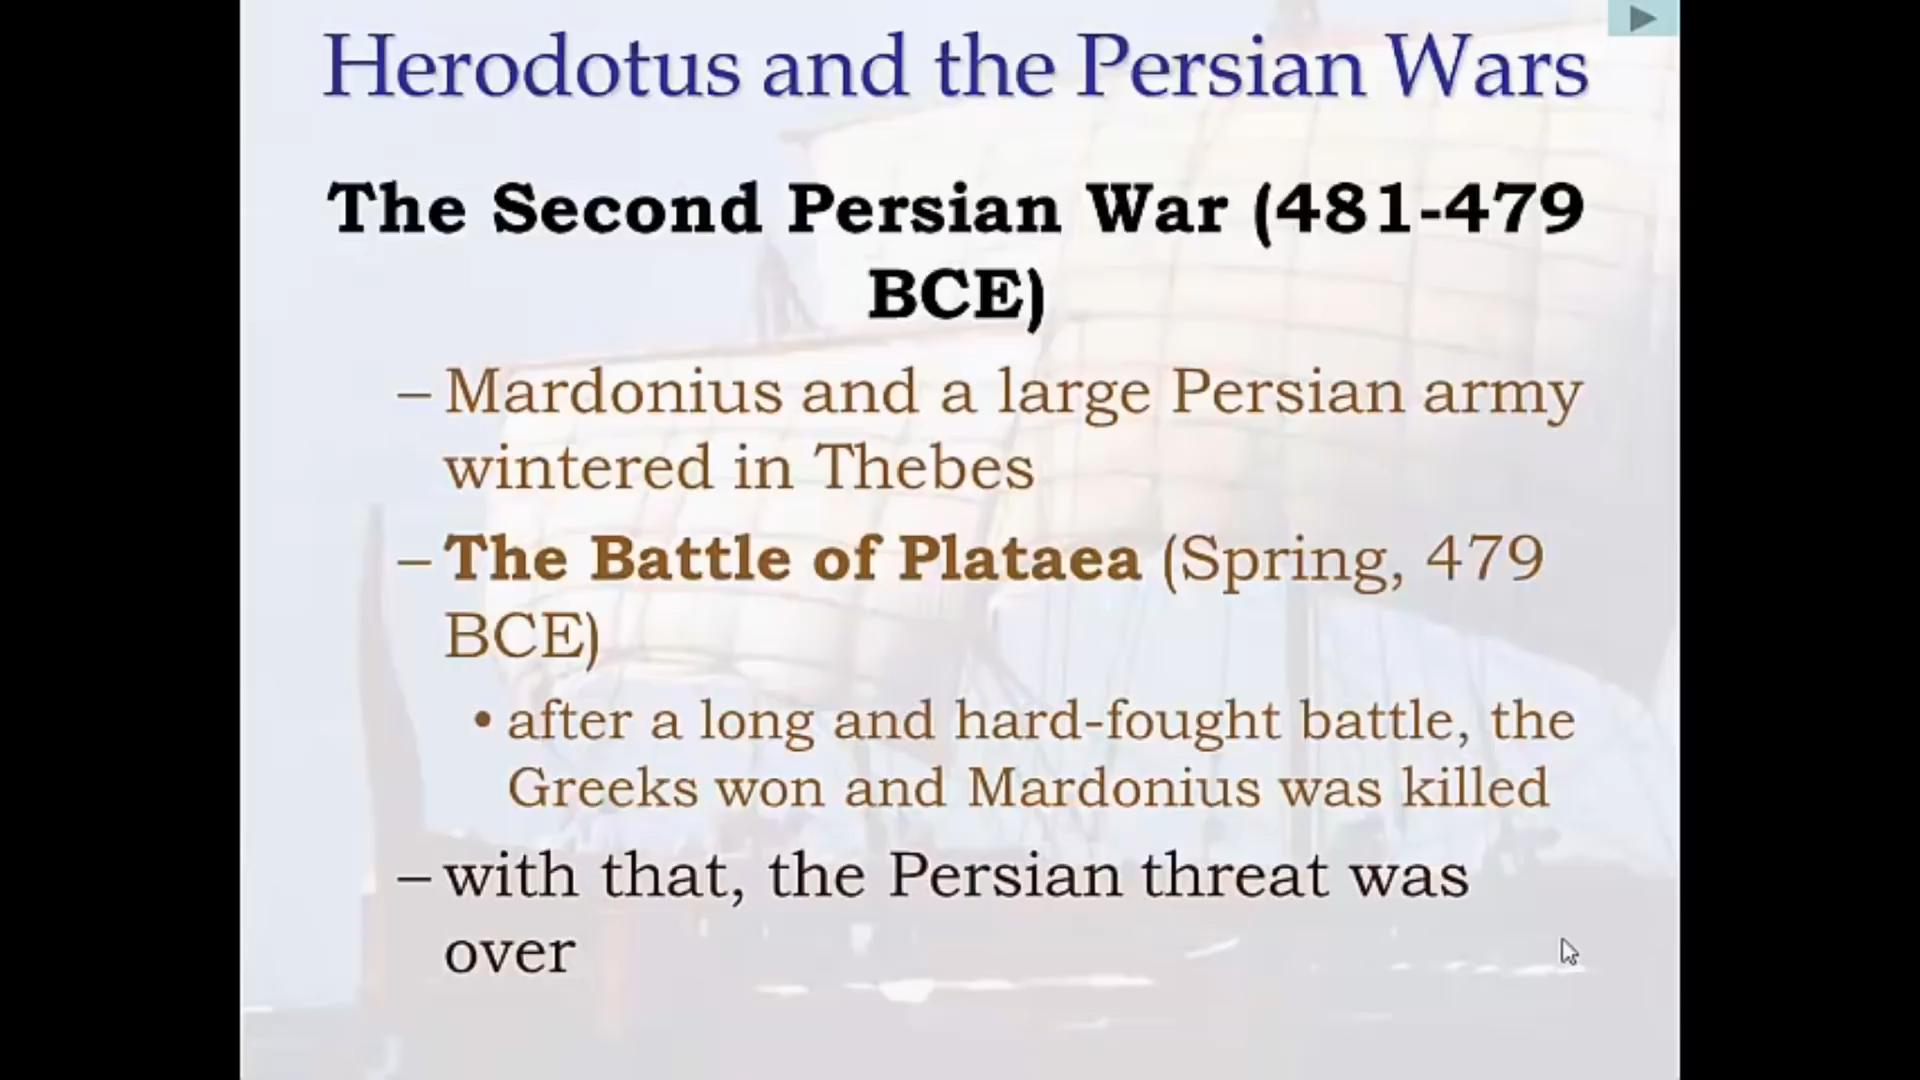 Herodotus and the Persian Wars
The Second Persian War (481-479
BCE)
– Mardonius and a large Persian army
wintered in Thebes
– The Battle of Plataea (Spring, 479
BCE)
• after a long and hard-fought battle, the
Greeks won and Mardonius was killed
– with that, the Persian threat was
over